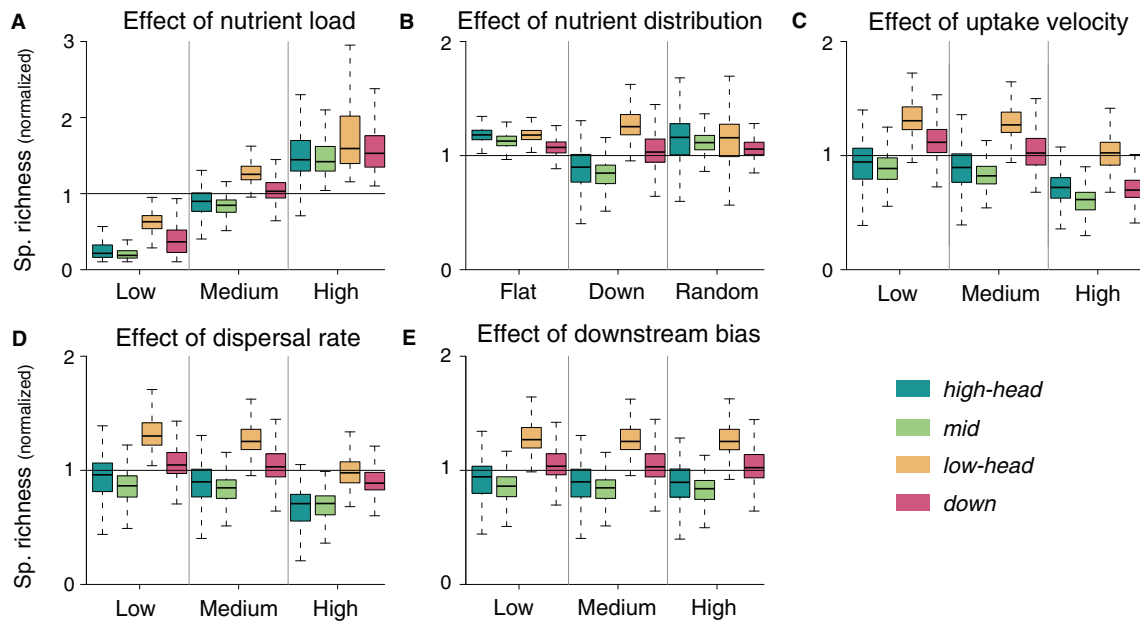 A Effect of nutrient load
Sp. richness (normalized)
3
2
1
0
Low Medium High
B Effect of nutrient distribution
2
1
0
Flat Down Random
C Effect of uptake velocity
2
1
0
Low Medium High
D Effect of dispersal rate
Sp. richness (normalized)
2
1
0
Low Medium High
E Effect of downstream bias
2
1
0
Low Medium High
high-head
mid
low-head
down